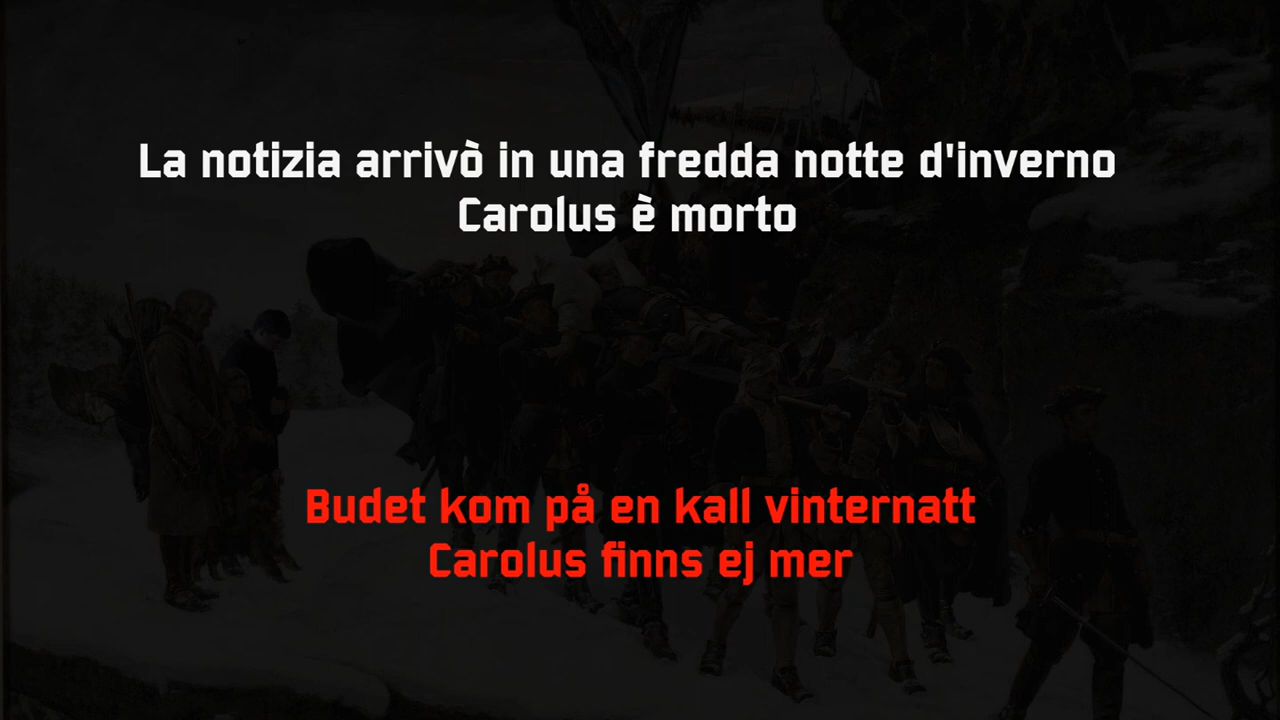 La notizia arrivò in una fredda notte d'inverno
Carolus è morto
Budet kom på en kall vinternatt
Carolus finns ej mer